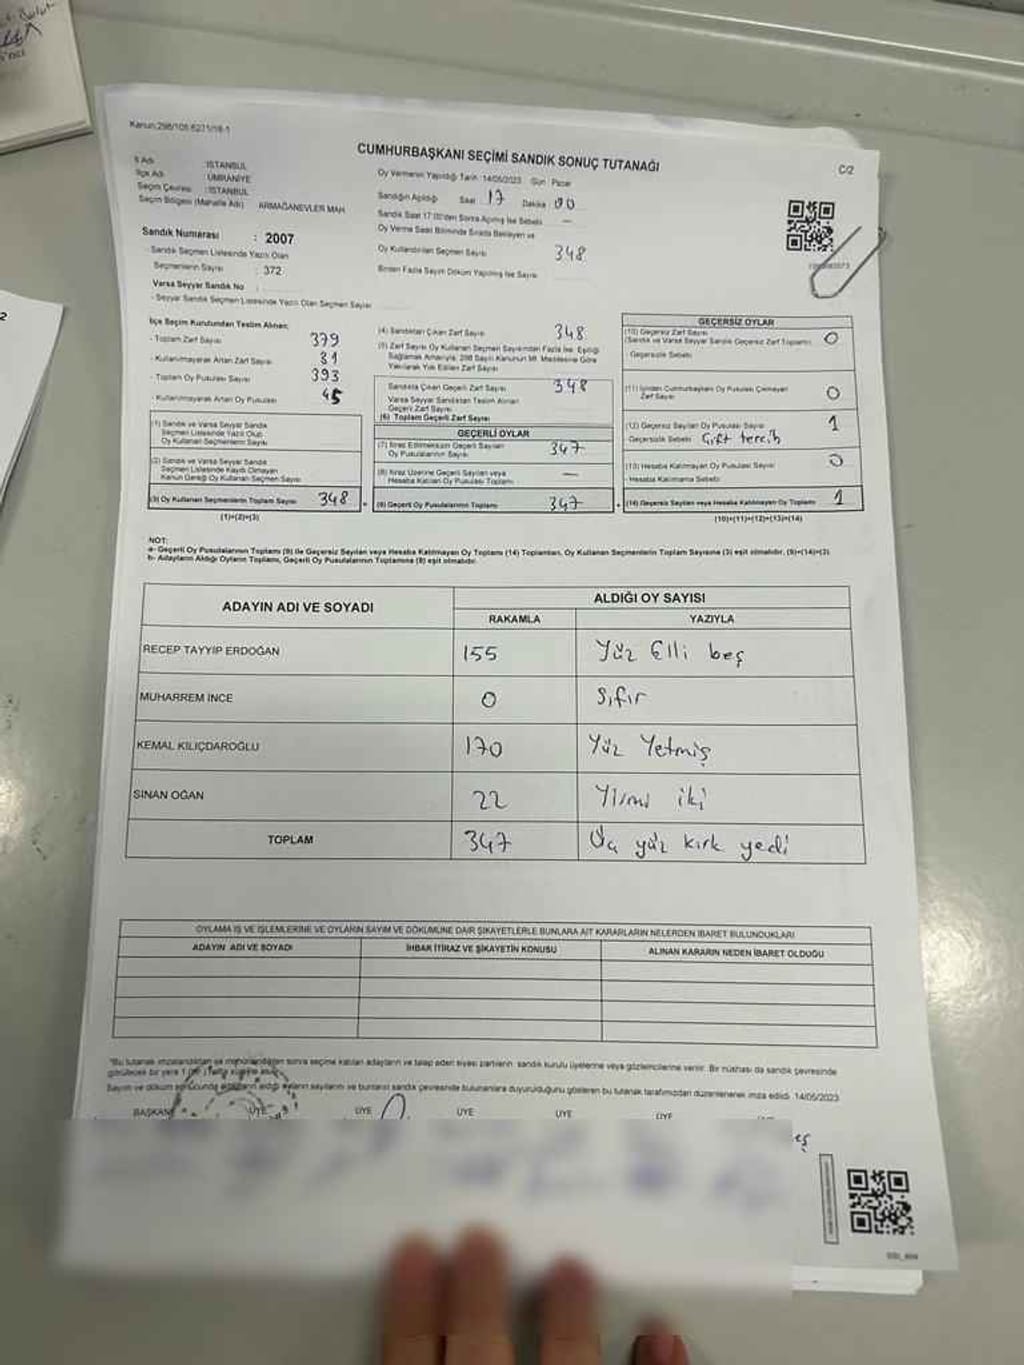 Kanun:298/105 6271/18-1
CUMHURBAŞKANI SEÇİMİ SANDIK SONUÇ TUTANAĞI
C/2
İl Adı : İSTANBUL
İlçe Adı : ÜMRANİYE
Seçim Çevresi : İSTANBUL
Seçim Bölgesi (Mahalle Adı) ARMAĞANEVLER MAH
Sandık Numarası : 2007
- Sandık Seçmen Listesinde Yazılı Olan
Seçmenlerin Sayısı : 372
Varsa Seyyar Sandık No :
- Seyyar Sandık Seçmen Listesinde Yazılı Olan Seçmen Sayısı
Oy Vermenin Yapıldığı Tarih : 14/05/2023 Gün : Pazar
Sandığın Açıldığı Saat 17 Dakika 00
Sandık Saat 17:00'den Sonra Açılmış İse Sebebi —
Oy Verme Saati Bitiminde Sırada Bekleyen ve
Oy Kullandırılan Seçmen Sayısı 348
Birden Fazla Sayım Döküm Yapılmış İse Sayısı
İlçe Seçim Kurulundan Teslim Alınan;
- Toplam Zarf Sayısı 379
- Kullanılmayarak Artan Zarf Sayısı 31
- Toplam Oy Pusulası Sayısı 393
- Kullanılmayarak Artan Oy Pusulası 45
(1) Sandık ve Varsa Seyyar Sandık
Seçmen Listesinde Yazılı Olup
Oy Kullanan Seçmenlerin Sayısı
(2) Sandık ve Varsa Seyyar Sandık
Seçmen Listesinde Kaydı Olmayan
Kanun Gereği Oy Kullanan Seçmen Sayısı
(3) Oy Kullanan Seçmenlerin Toplam Sayısı 348
(1)+(2)=(3)
(4) Sandıktan Çıkan Zarf Sayısı 348
(5) Zarf Sayısı Oy Kullanan Seçmen Sayısından Fazla İse, Eşitliği
Sağlamak Amacıyla, 298 Sayılı Kanunun 98. Maddesine Göre
Yakılarak Yok Edilen Zarf Sayısı
Sandıkta Çıkan Geçerli Zarf Sayısı 348
Varsa Seyyar Sandıktan Teslim Alınan
Geçerli Zarf Sayısı
(6) Toplam Geçerli Zarf Sayısı
GEÇERLİ OYLAR
(7) İtiraz Edilmeksizin Geçerli Sayılan
Oy Pusulalarının Sayısı 347
(8) İtiraz Üzerine Geçerli Sayılan veya
Hesaba Katılan Oy Pusulası Toplamı —
(9) Geçerli Oy Pusulalarının Toplamı 347
GEÇERSİZ OYLAR
(10) Geçersiz Zarf Sayısı
(Sandık ve Varsa Seyyar Sandık Geçersiz Zarf Toplamı) 0
Geçersizlik Sebebi:
(11) İçinden Cumhurbaşkanı Oy Pusulası Çıkmayan
Zarf Sayısı 0
(12) Geçersiz Sayılan Oy Pusulası Sayısı 1
Geçersizlik Sebebi: Çift tercih
(13) Hesaba Katılmayan Oy Pusulası Sayısı 0
- Hesaba Katılmama Sebebi:
(14) Geçersiz Sayılan veya Hesaba Katılmayan Oy Toplamı 1
(10)+(11)+(12)+(13)=(14)
NOT:
a- Geçerli Oy Pusulalarının Toplamı (9) ile Geçersiz Sayılan veya Hesaba Katılmayan Oy Toplamı (14) Toplamları, Oy Kullanan Seçmenlerin Toplam Sayısına (3) eşit olmalıdır. (9)+(14)=(3)
b- Adayların Aldığı Oyların Toplamı, Geçerli Oy Pusulalarının Toplamına (9) eşit olmalıdır.
ADAYIN ADI VE SOYADI ALDIĞI OY SAYISI
RAKAMLA YAZIYLA
RECEP TAYYİP ERDOĞAN 155 Yüz Elli beş
MUHARREM İNCE 0 Sıfır
KEMAL KILIÇDAROĞLU 170 Yüz Yetmiş
SİNAN OĞAN 22 Yirmi iki
TOPLAM 347 Üç yüz kırk yedi
OYLAMA İŞ VE İŞLEMLERİNE VE OYLARIN SAYIM VE DÖKÜMÜNE DAİR ŞİKAYETLERLE BUNLARA AİT KARARLARIN NELERDEN İBARET BULUNDUKLARI
ADAYIN ADI VE SOYADI İHBAR İTİRAZ VE ŞİKAYETİN KONUSU ALINAN KARARIN NEDEN İBARET OLDUĞU
*Bu tutanak imzalandıktan ve mühürlendikten sonra seçime katılan adayların ve talep eden siyasi partilerin sandık kurulu üyelerine veya gözlemcilerine verilir. Bir nüshası da sandık çevresinde
görülecek bir yere 1 hafta süreyle asılır.
Sayım ve döküm sonucunda adayların aldığı oyların sayılarını ve bunların sandık çevresinde bulunanlara duyurulduğunu gösteren bu tutanak tarafımızdan düzenlenerek imza edildi. 14/05/2023
BAŞKAN ÜYE ÜYE ÜYE ÜYE ÜYE